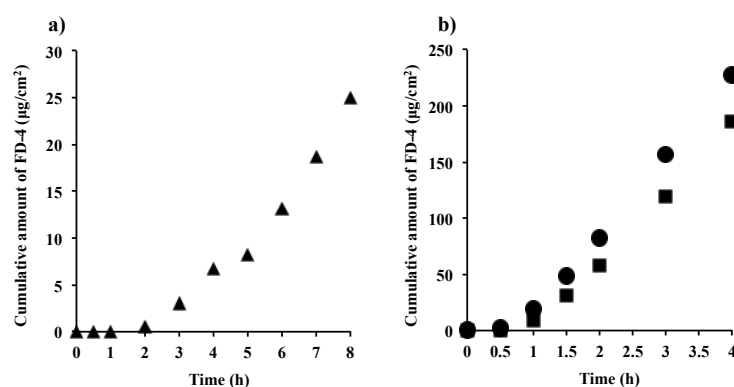 a)
Cumulative amount of FD-4 (μg/cm²)
30
25
20
15
10
5
0
0 1 2 3 4 5 6 7 8
Time (h)
b)
Cumulative amount of FD-4 (μg/cm²)
250
200
150
100
50
0
0 0.5 1 1.5 2 2.5 3 3.5 4
Time (h)